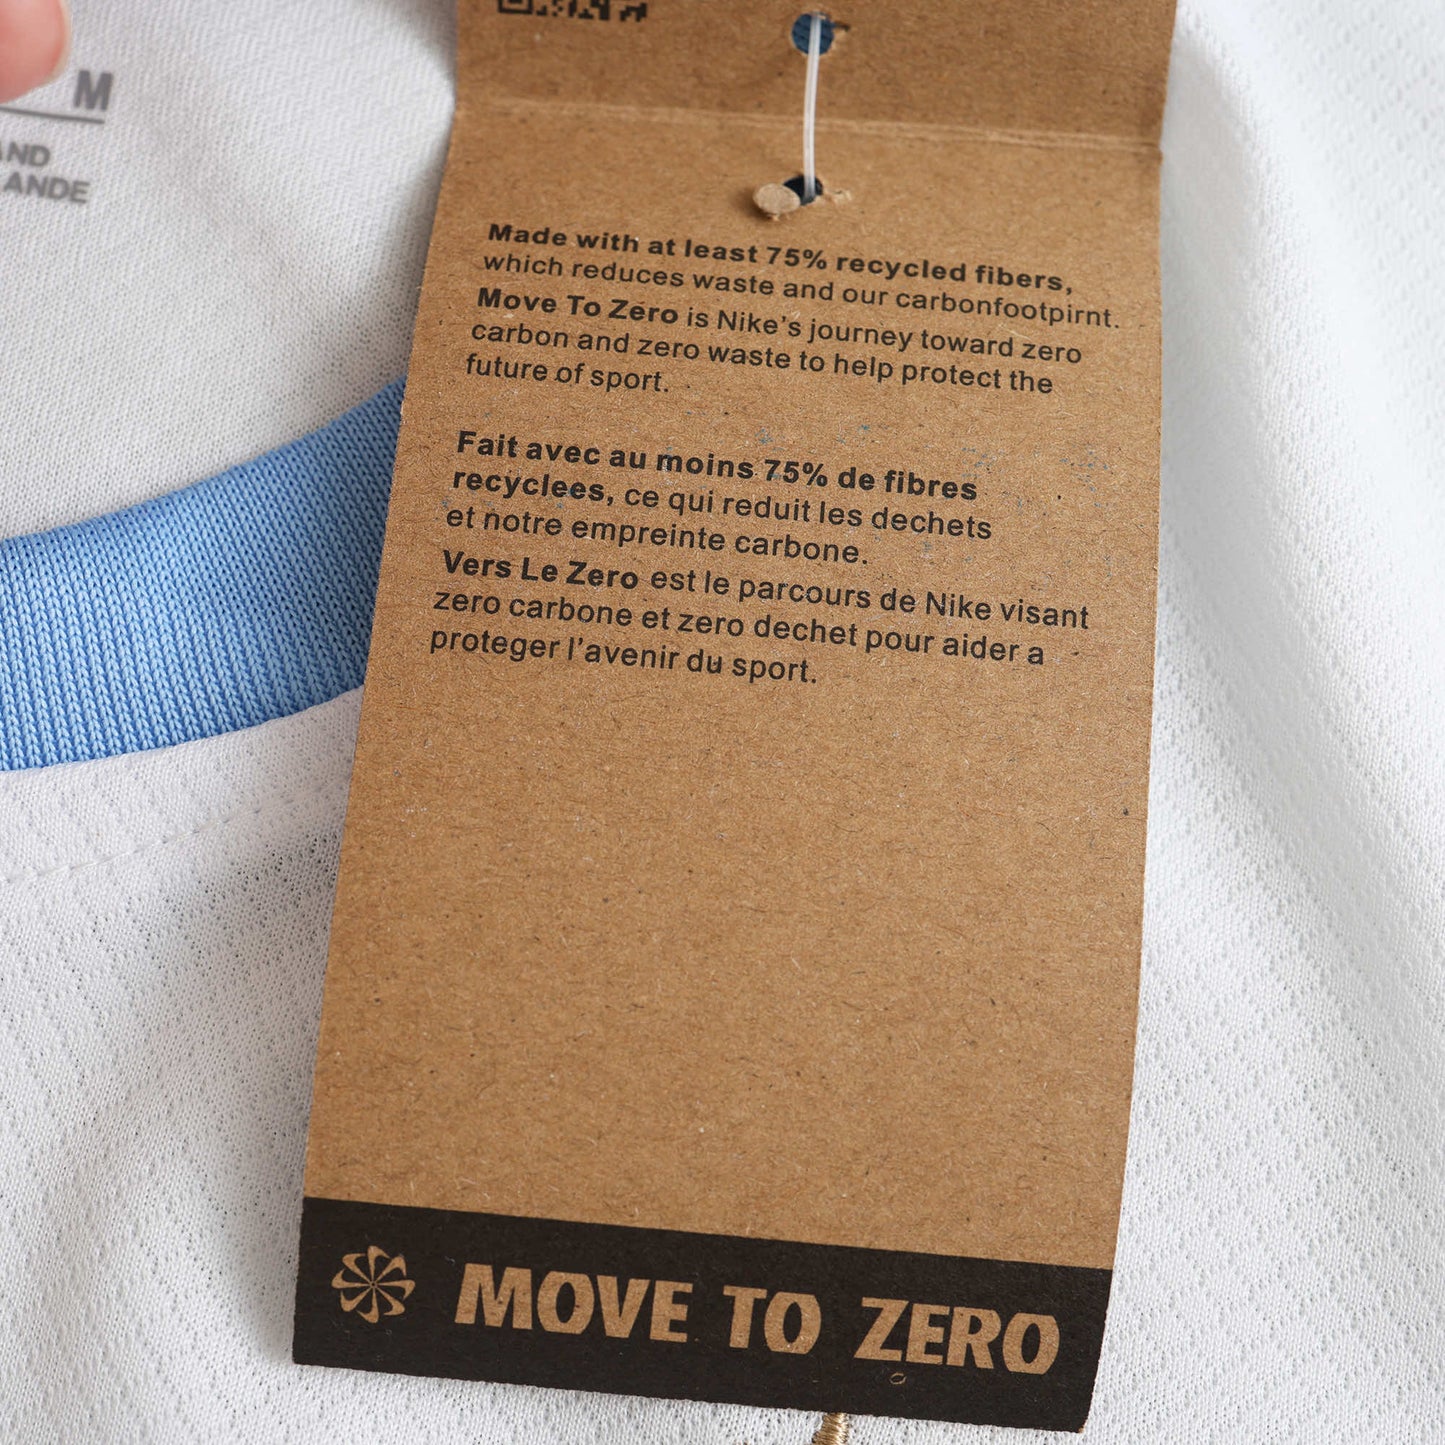 M
AND
ANDE
Made with at least 75% recycled fibers,
which reduces waste and our carbonfootpirnt.
Move To Zero is Nike's journey toward zero
carbon and zero waste to help protect the
future of sport.
Fait avec au moins 75% de fibres
recyclees, ce qui reduit les dechets
et notre empreinte carbone.
Vers Le Zero est le parcours de Nike visant
zero carbone et zero dechet pour aider a
proteger l'avenir du sport.
MOVE TO ZERO